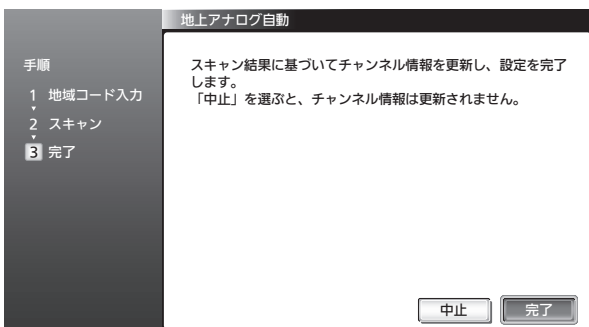 地上アナログ自動
手順
1 地域コード入力
2 スキャン
3 完了
スキャン結果に基づいてチャンネル情報を更新し、設定を完了
します。
「中止」を選ぶと、チャンネル情報は更新されません。
中止
完了